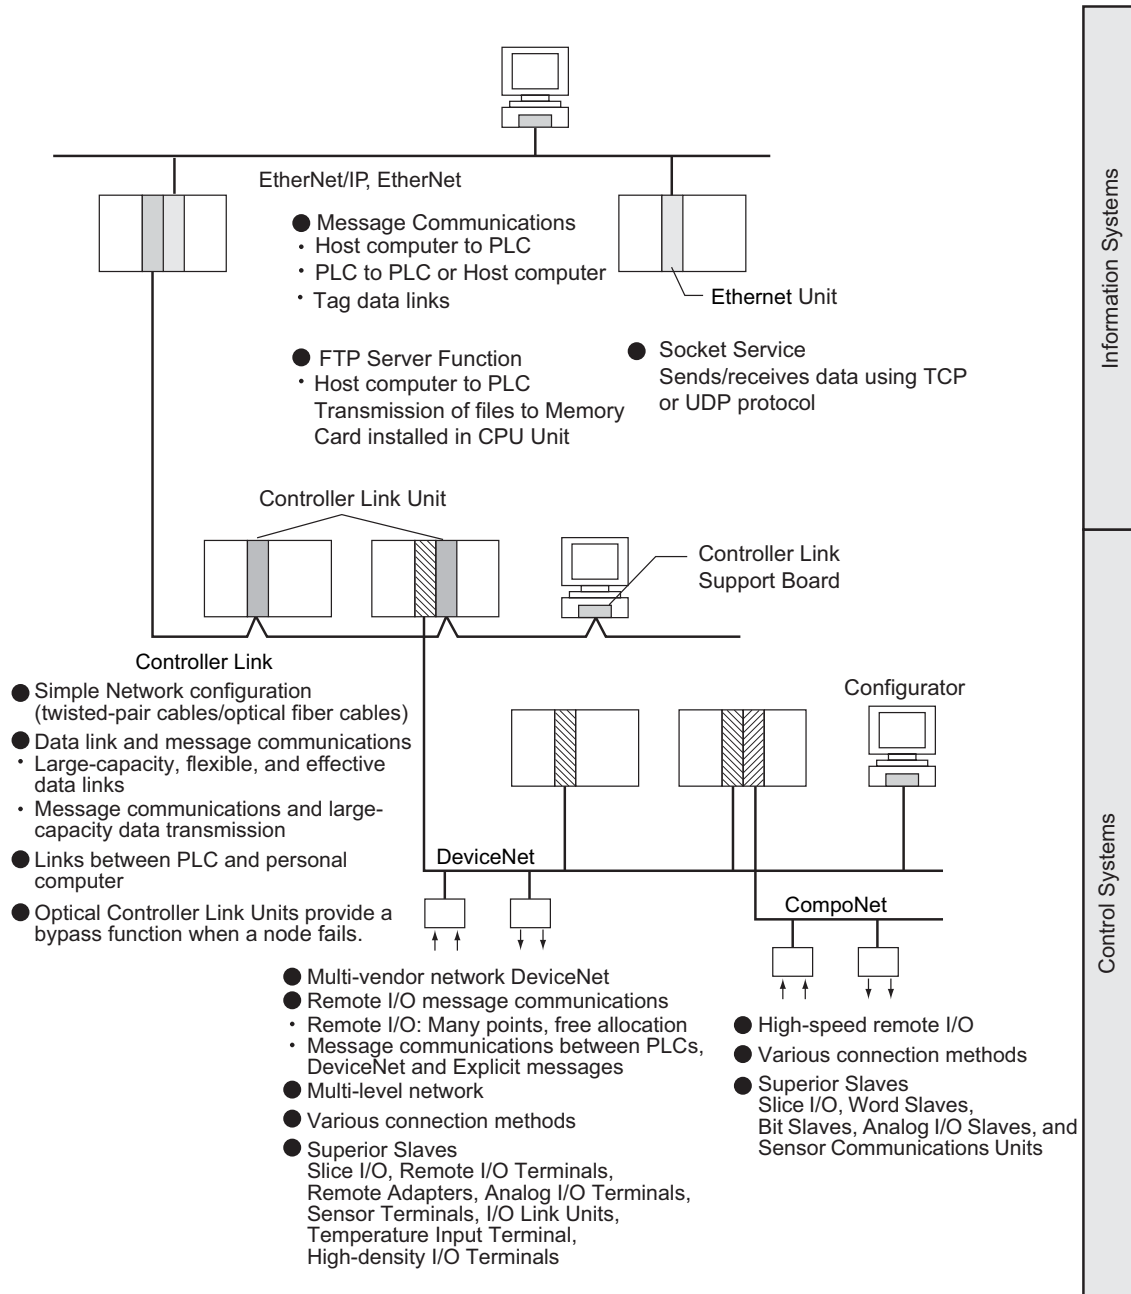 EtherNet/IP, EtherNet
● Message Communications
・ Host computer to PLC
・ PLC to PLC or Host computer
・ Tag data links
Ethernet Unit
● FTP Server Function
・ Host computer to PLC
Transmission of files to Memory
Card installed in CPU Unit
● Socket Service
Sends/receives data using TCP
or UDP protocol
Information Systems
Controller Link Unit
Controller Link
Support Board
Controller Link
● Simple Network configuration
(twisted-pair cables/optical fiber cables)
● Data link and message communications
・ Large-capacity, flexible, and effective
data links
・ Message communications and large-
capacity data transmission
● Links between PLC and personal
computer
● Optical Controller Link Units provide a
bypass function when a node fails.
Configurator
DeviceNet
CompoNet
Control Systems
● Multi-vendor network DeviceNet
● Remote I/O message communications
・ Remote I/O: Many points, free allocation
・ Message communications between PLCs,
DeviceNet and Explicit messages
● Multi-level network
● Various connection methods
● Superior Slaves
Slice I/O, Remote I/O Terminals,
Remote Adapters, Analog I/O Terminals,
Sensor Terminals, I/O Link Units,
Temperature Input Terminal,
High-density I/O Terminals
● High-speed remote I/O
● Various connection methods
● Superior Slaves
Slice I/O, Word Slaves,
Bit Slaves, Analog I/O Slaves, and
Sensor Communications Units